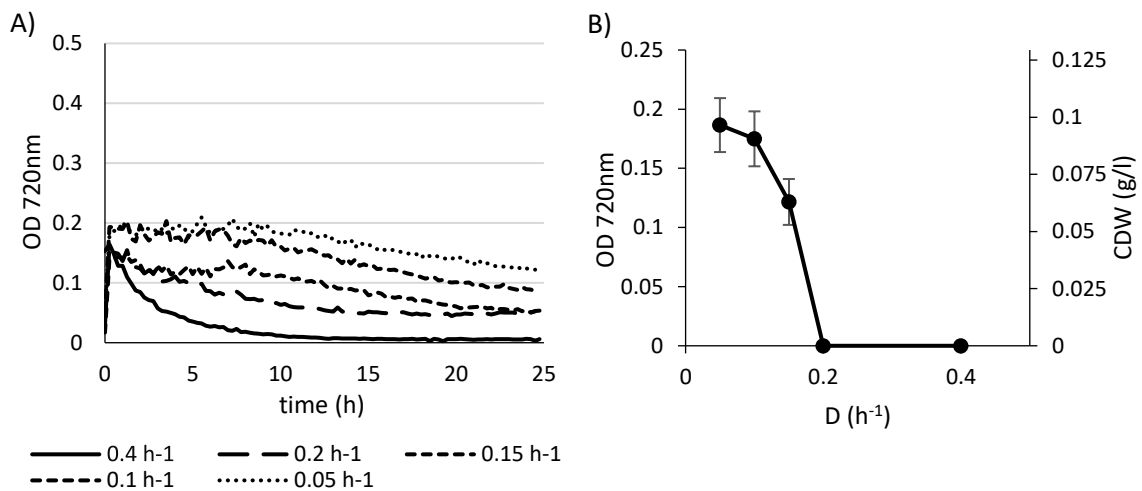 A)
OD 720nm
0.5
0.4
0.3
0.2
0.1
0
0 5 10 15 20 25
time (h)
0.4 h-1 0.2 h-1 0.15 h-1
0.1 h-1 0.05 h-1
B)
OD 720nm
0.25
0.2
0.15
0.1
0.05
0
0 0.2 0.4
D (h-1)
0.125
0.1
0.075
0.05
0.025
0
CDW (g/l)